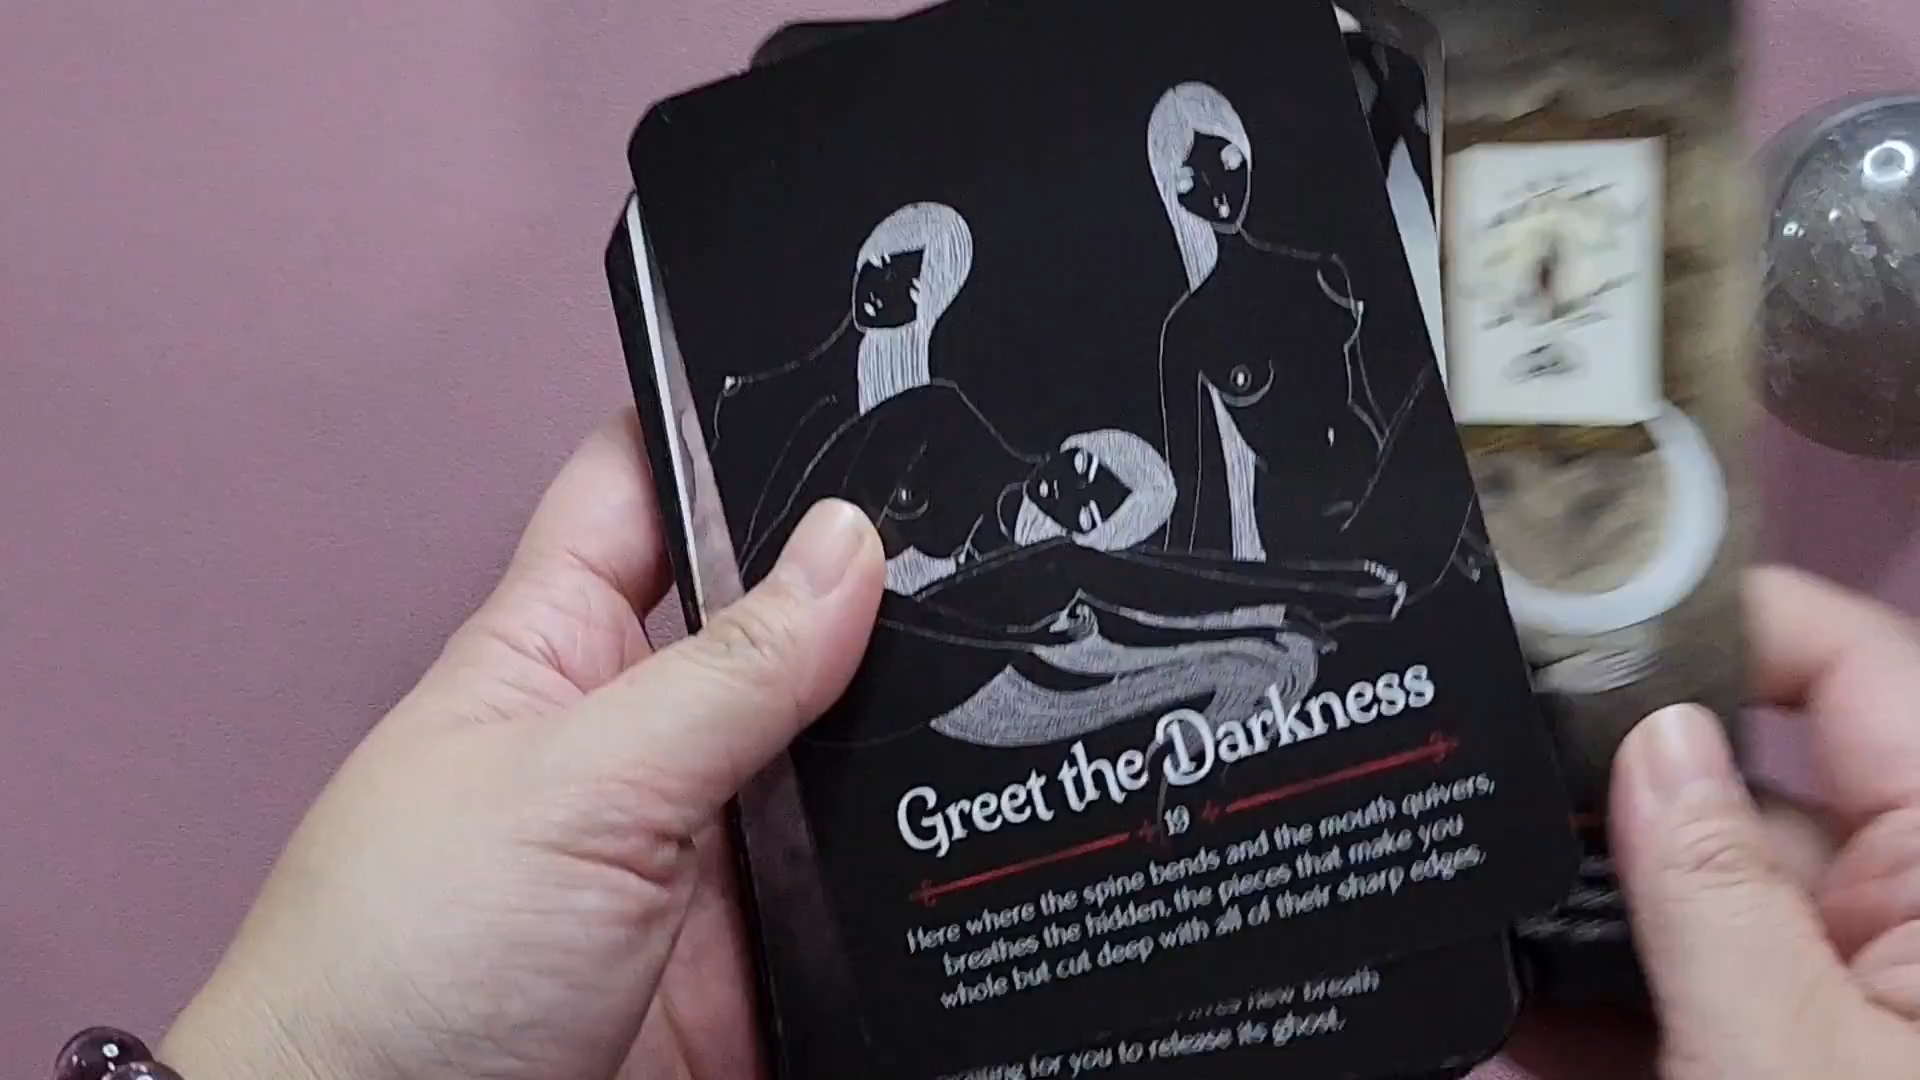 Greet the Darkness
19
Here where the spine bends and the mouth quivers,
breathes the hidden, the pieces that make you
whole but cut deep with all of their sharp edges,
new breath
for you to release its ghost.